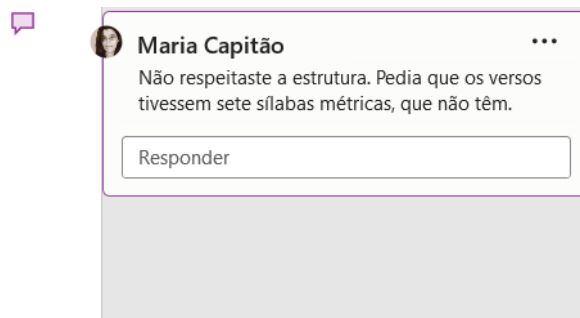 Maria Capitão
Não respeitaste a estrutura. Pedia que os versos
tivessem sete sílabas métricas, que não têm.
Responder